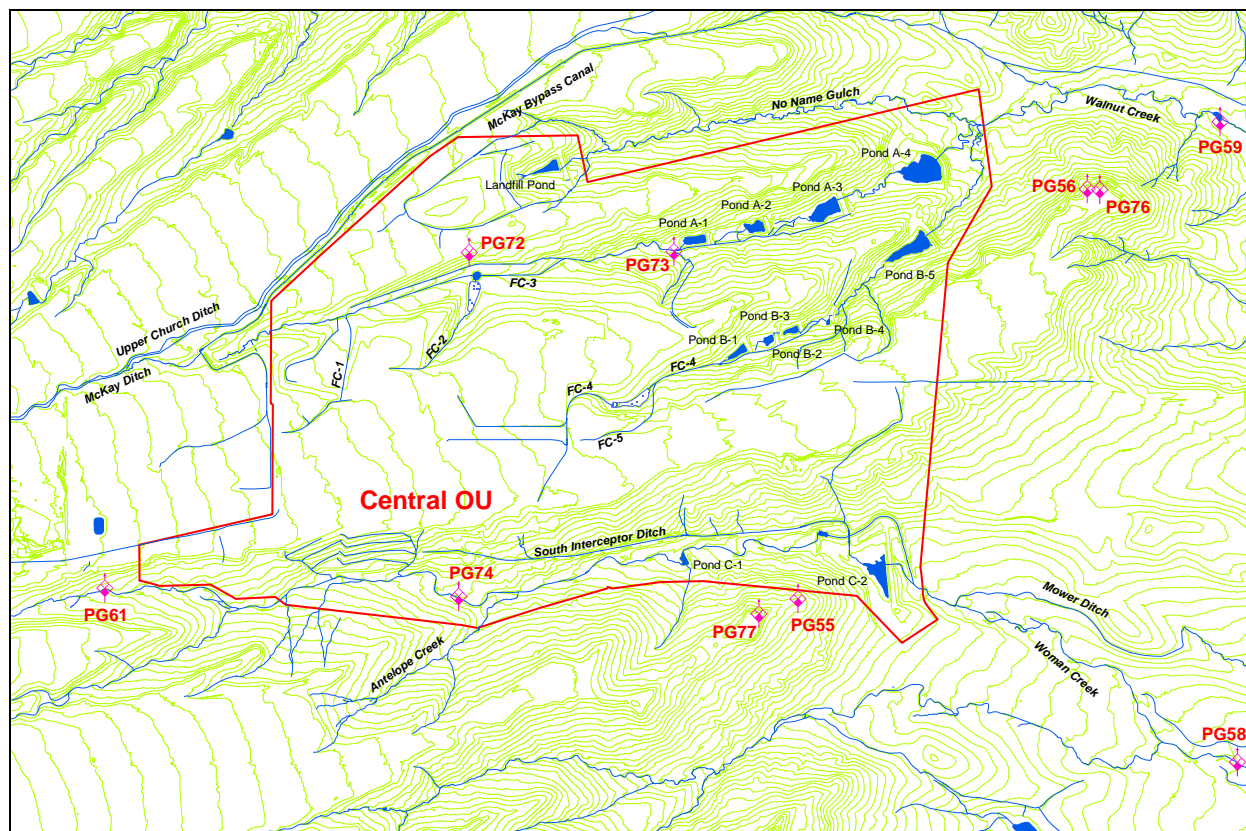 McKay Bypass Canal
No Name Gulch
Walnut Creek
PG59
Pond A-4
Landfill Pond
PG56
Pond A-3
PG76
Pond A-2
Pond A-1
PG72
PG73
Pond B-5
FC-3
Upper Church Ditch
Pond B-3
Pond B-4
FC-2
Pond B-1
Pond B-2
McKay Ditch
FC-1
FC-4
FC-4
FC-5
Central OU
South Interceptor Ditch
Pond C-1
PG74
Pond C-2
Mower Ditch
PG61
PG77
PG55
Antelope Creek
Woman Creek
PG58